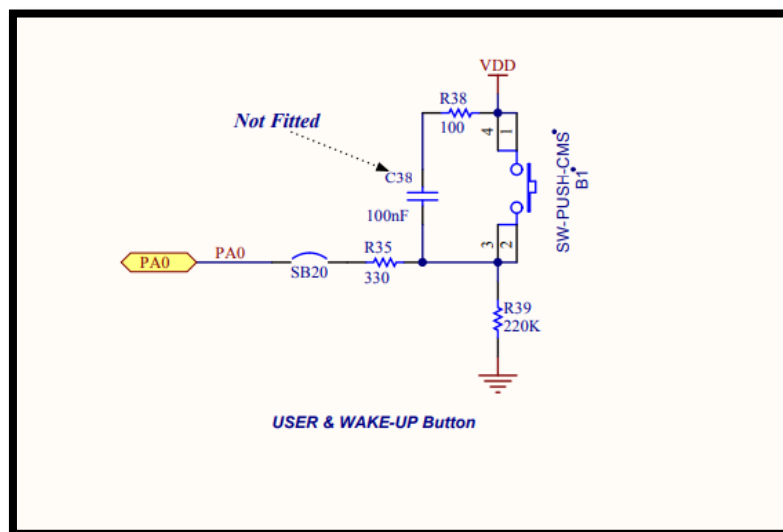 VDD
R38
100
Not Fitted
4
1
C38
100nF
SW-PUSH-CMS
B1
3
2
R35
330
PA0
PA0
SB20
R39
220K
USER & WAKE-UP Button